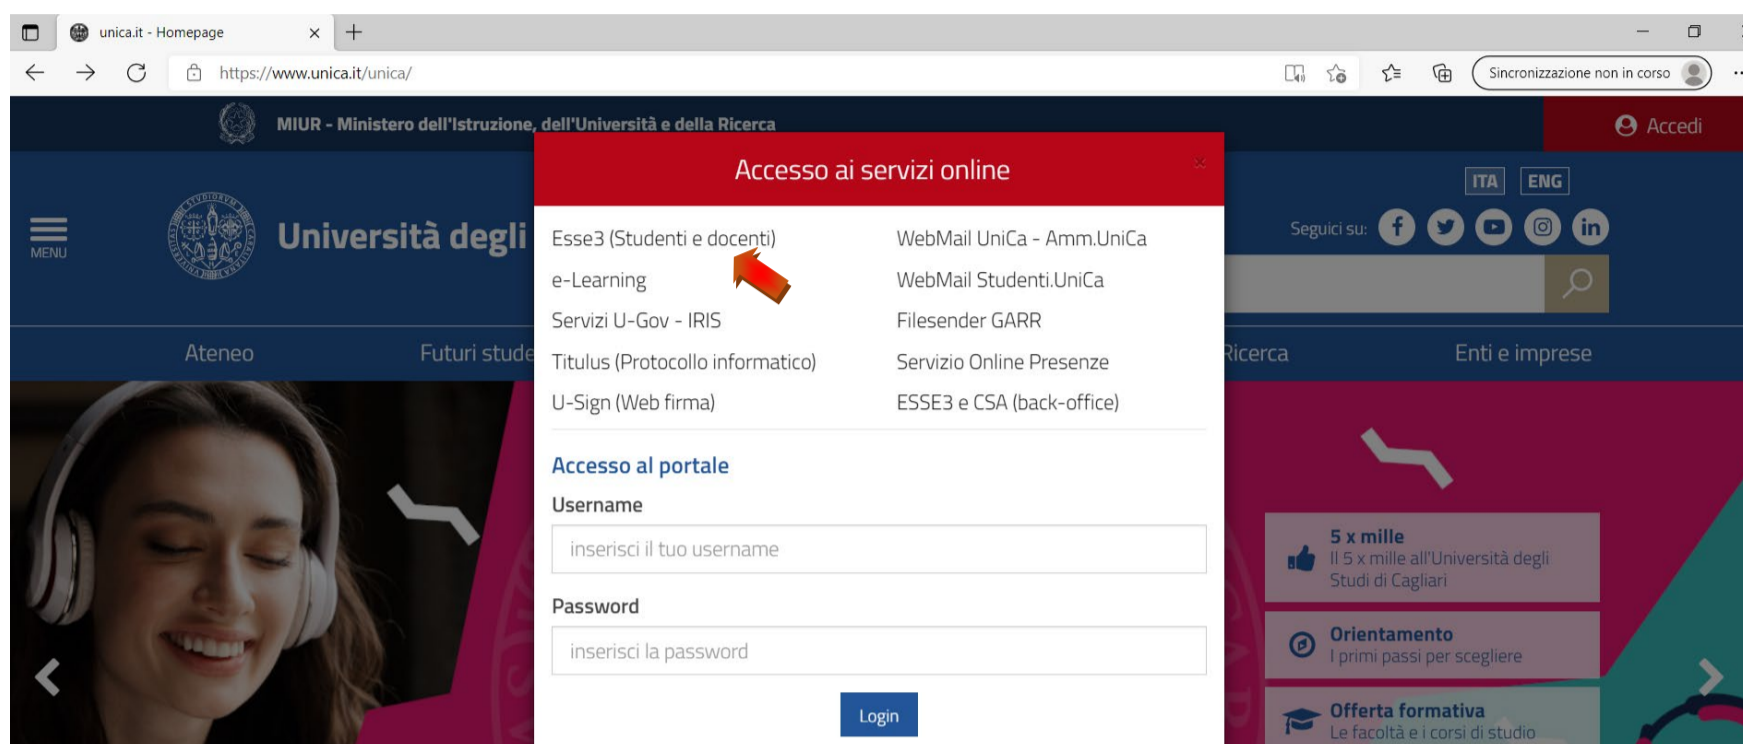 unica.it - Homepage
https://www.unica.it/unica/
Sincronizzazione non in corso
MIUR - Ministero dell'Istruzione, dell'Università e della Ricerca
Accedi
Accesso ai servizi online
×
ITA ENG
MENU
Università degli
Seguici su:
Esse3 (Studenti e docenti)
WebMail UniCa - Amm.UniCa
e-Learning
WebMail Studenti.UniCa
Servizi U-Gov - IRIS
Filesender GARR
Ateneo
Futuri stude
Titulus (Protocollo informatico)
Servizio Online Presenze
Ricerca
Enti e imprese
U-Sign (Web firma)
ESSE3 e CSA (back-office)
Accesso al portale
Username
inserisci il tuo username
Password
inserisci la password
Login
5 x mille
Il 5 x mille all'Università degli
Studi di Cagliari
Orientamento
I primi passi per scegliere
Offerta formativa
Le facoltà e i corsi di studio